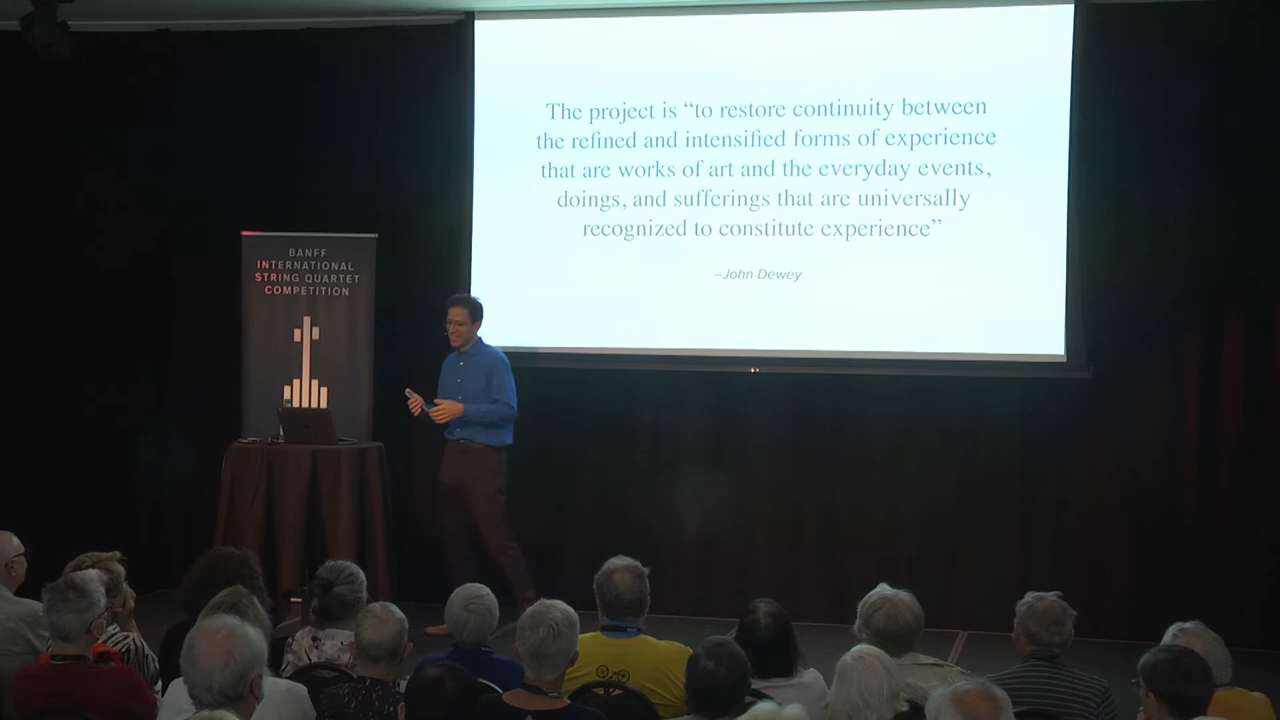 The project is “to restore continuity between
the refined and intensified forms of experience
that are works of art and the everyday events,
doings, and sufferings that are universally
recognized to constitute experience”
–John Dewey
BANFF
INTERNATIONAL
STRING QUARTET
COMPETITION